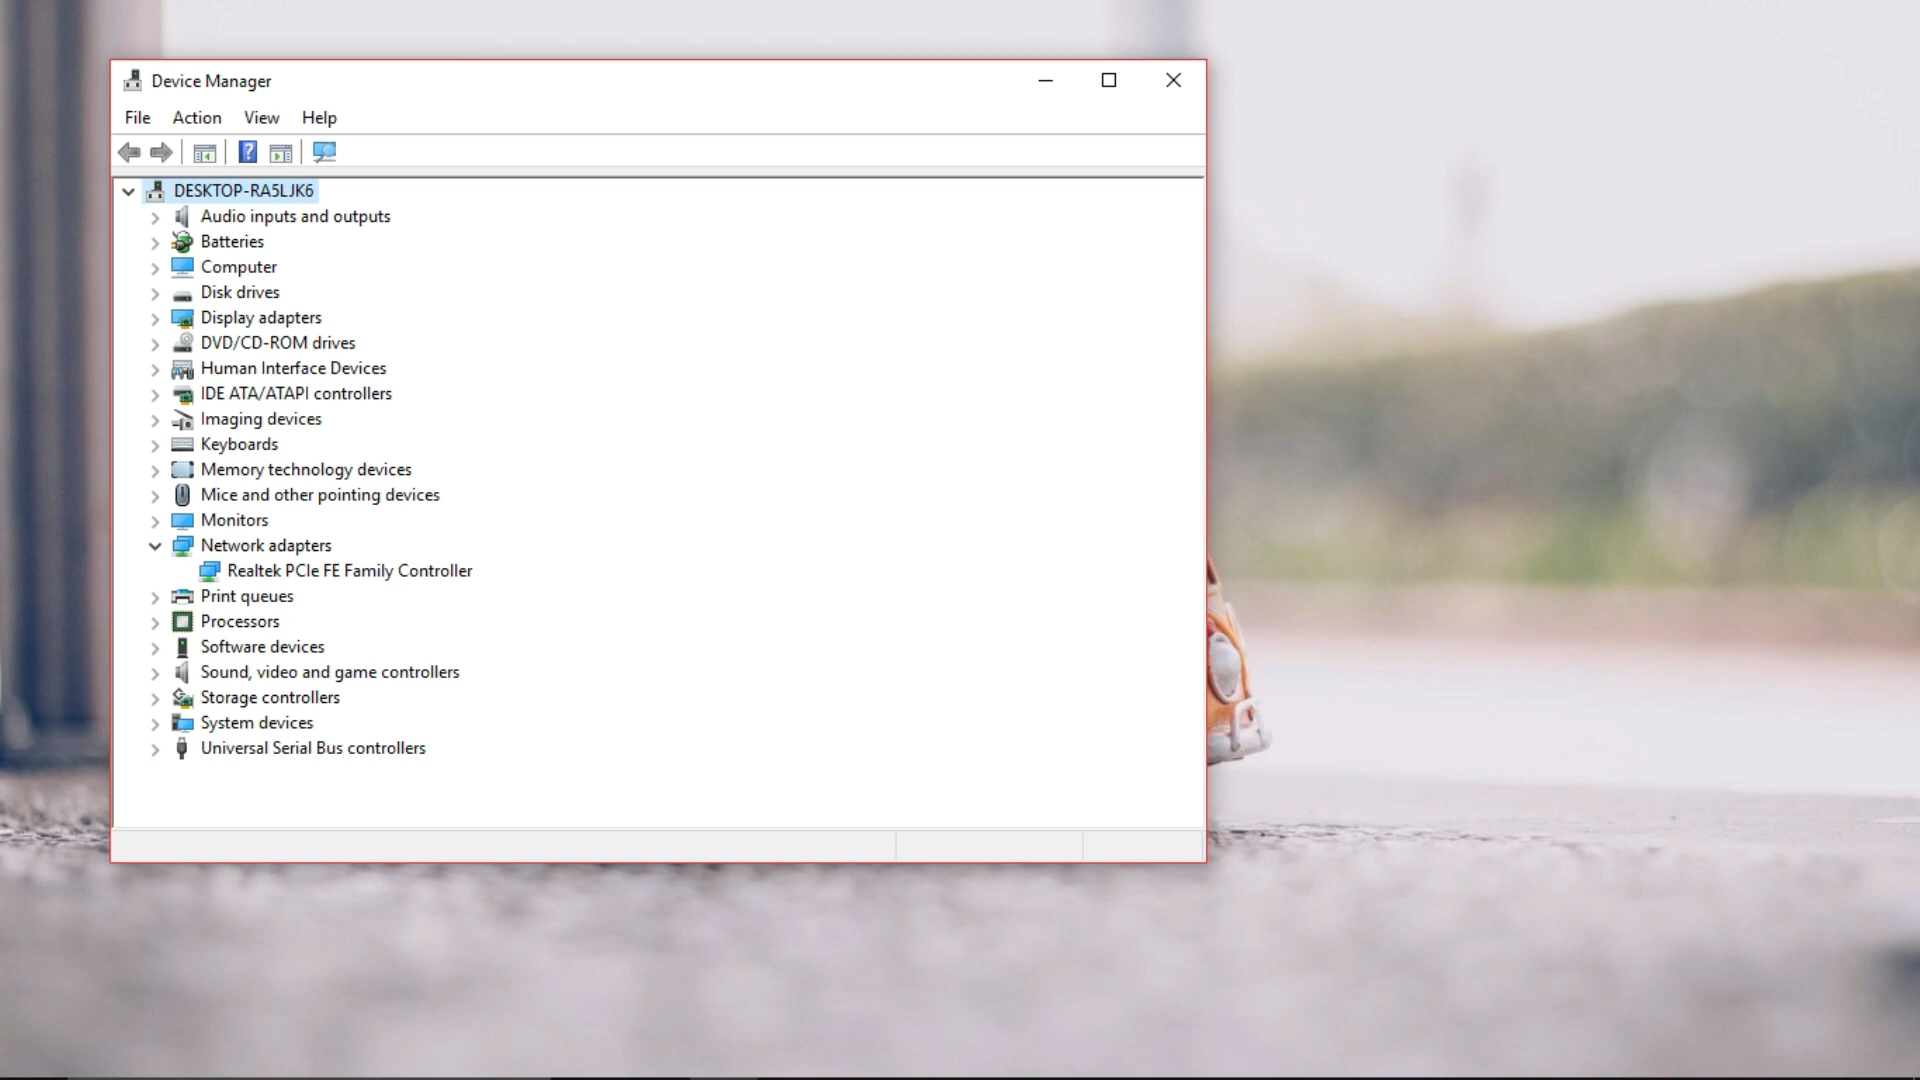 Device Manager
File Action View Help
?
DESKTOP-RA5LJK6
Audio inputs and outputs
Batteries
Computer
Disk drives
Display adapters
DVD/CD-ROM drives
Human Interface Devices
IDE ATA/ATAPI controllers
Imaging devices
Keyboards
Memory technology devices
Mice and other pointing devices
Monitors
Network adapters
Realtek PCIe FE Family Controller
Print queues
Processors
Software devices
Sound, video and game controllers
Storage controllers
System devices
Universal Serial Bus controllers